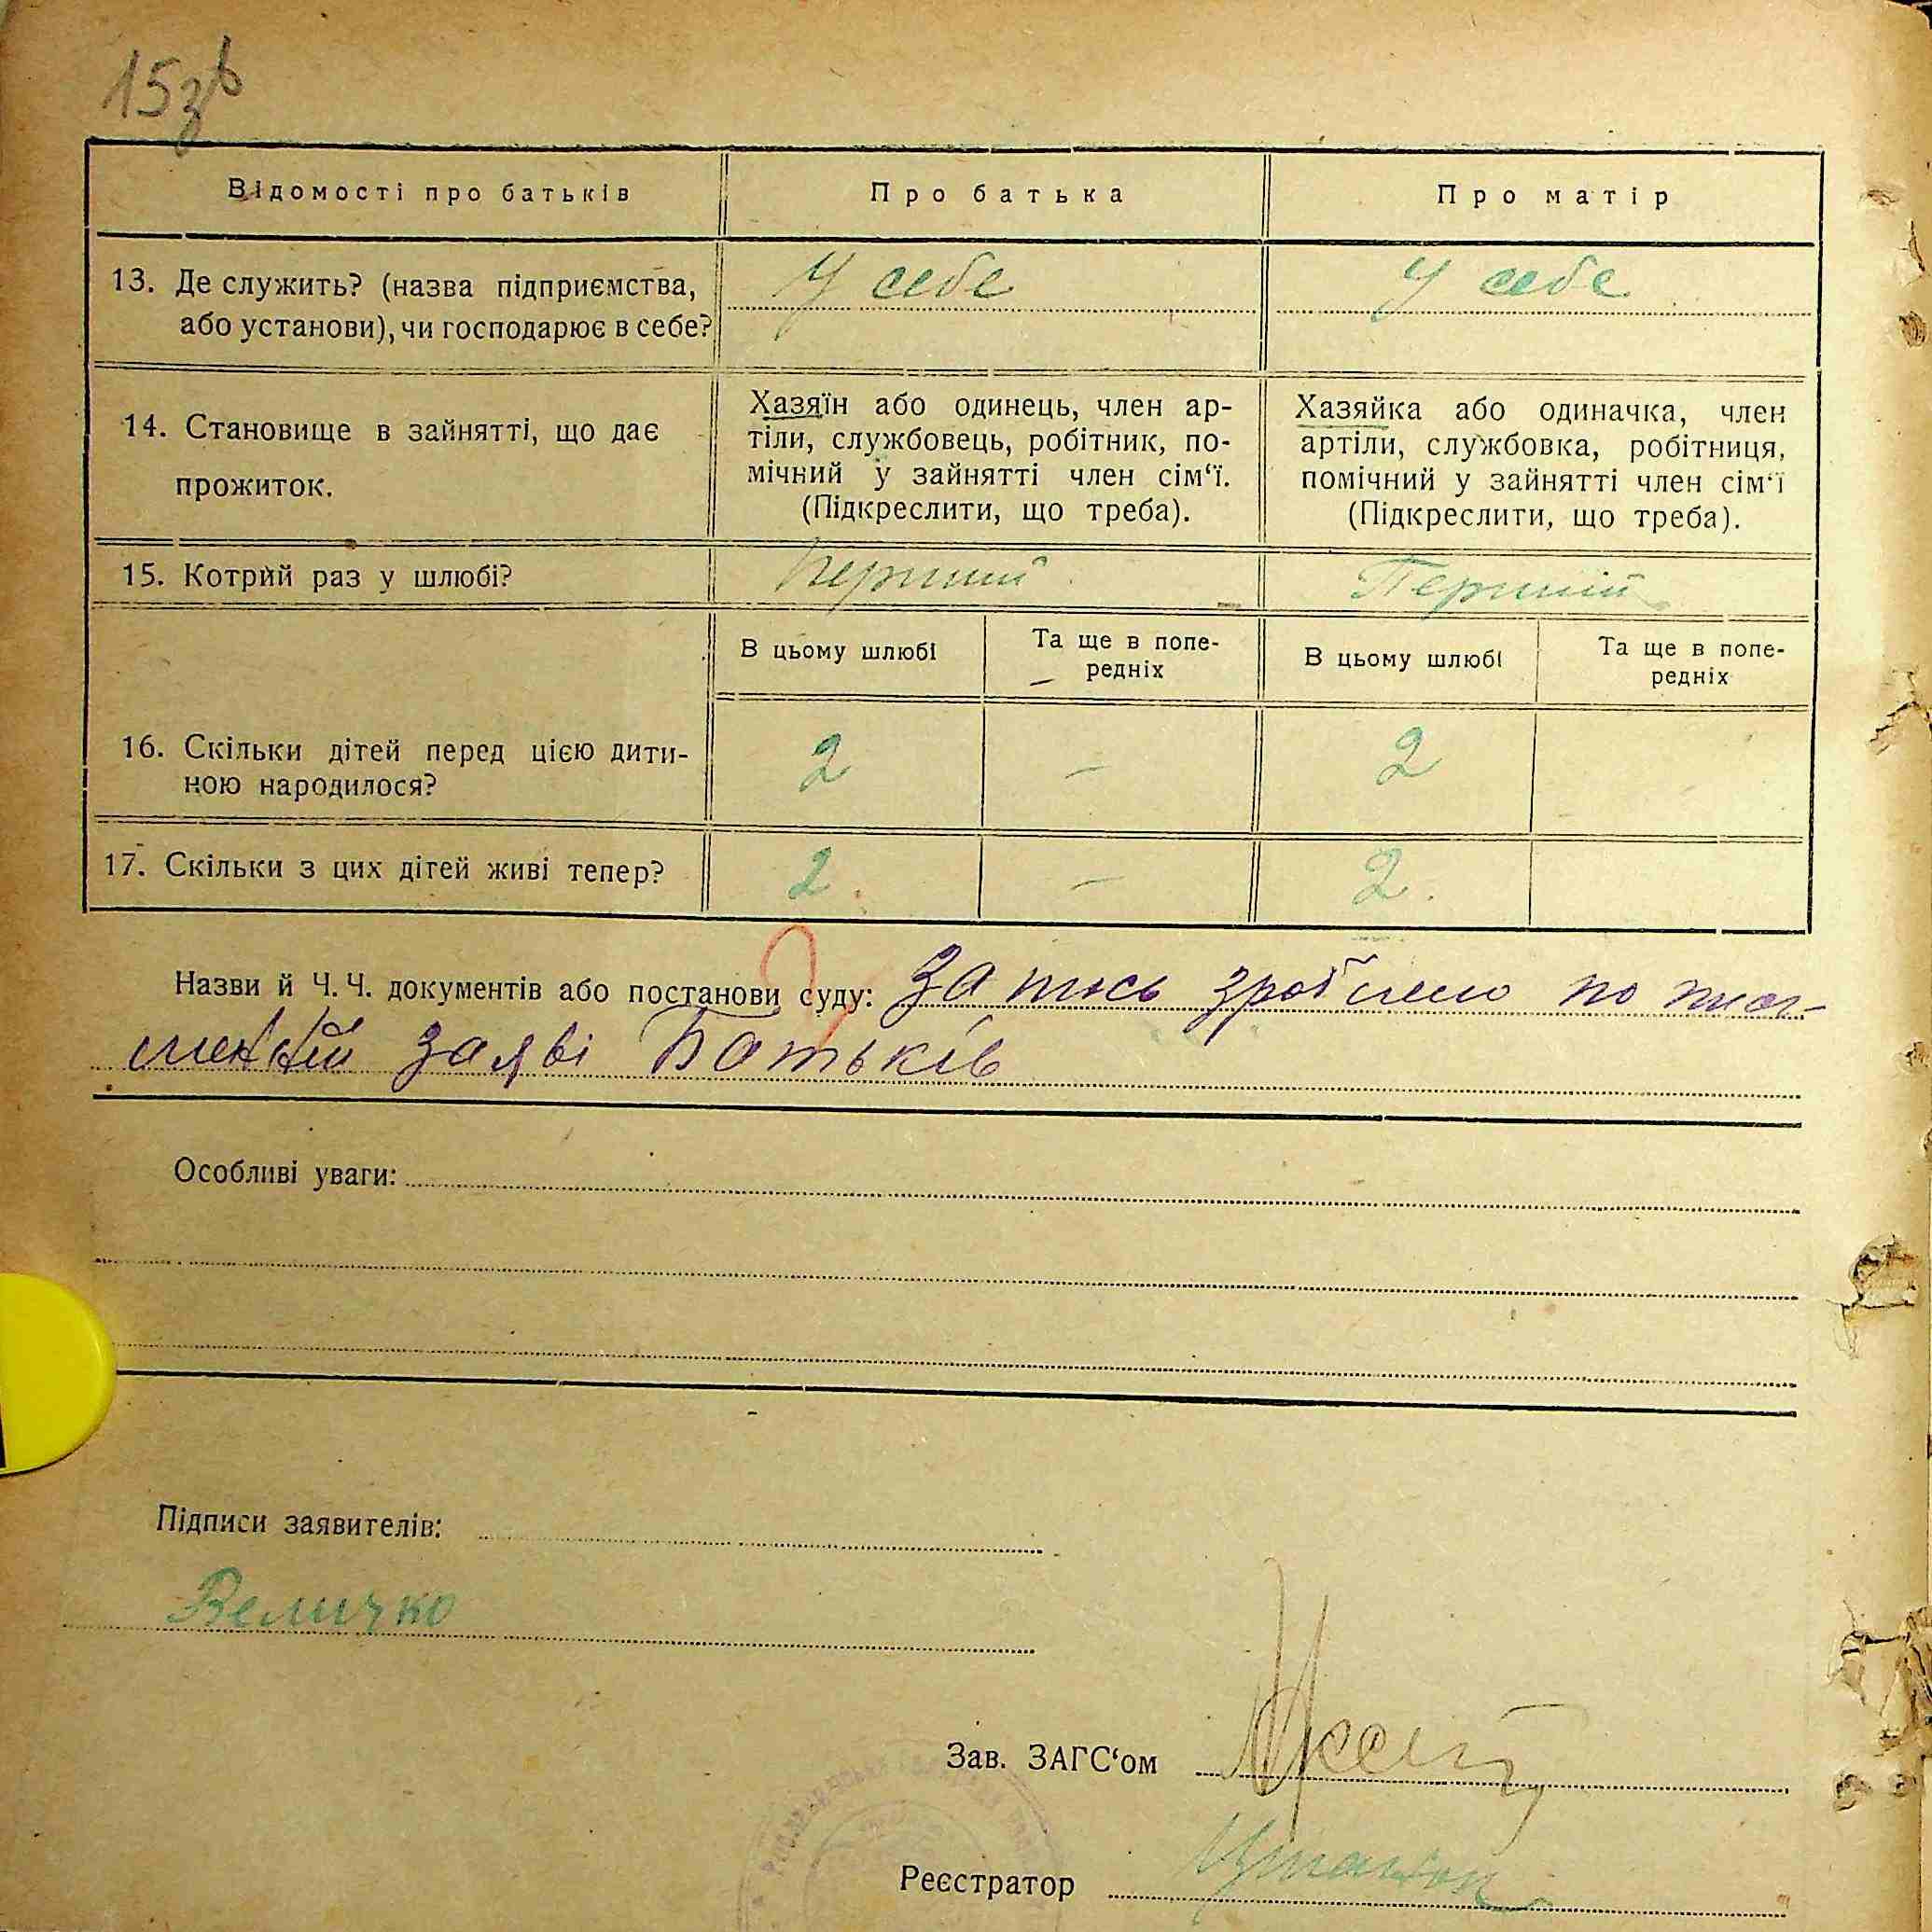 15зв
Відомості про батьків
Про батька
Про матір
13. Де служить? (назва підприємства,
або установи), чи господарює в себе?
У себе
У себе
14. Становище в зайнятті, що дає
прожиток.
Хазяїн або одинець, член ар-
тіли, службовець, робітник, по-
мічний у зайнятті член сім‘ї.
(Підкреслити, що треба).
Хазяйка або одиначка, член
артіли, службовка, робітниця,
помічний у зайнятті член сім‘ї
(Підкреслити, що треба).
15. Котрий раз у шлюбі?
Перший
Перший
В цьому шлюбі
Та ще в попе-
редніх
В цьому шлюбі
Та ще в попе-
редніх
16. Скільки дітей перед цією дити-
ною народилося?
2
-
2
17. Скільки з цих дітей живі тепер?
2.
-
2.
Назви й Ч. Ч. документів або постанови суду: Запись зроблено по
заяві Батьків
Особливі уваги:
Підписи заявителів:
Величко
Зав. ЗАГС‘ом
Реєстратор